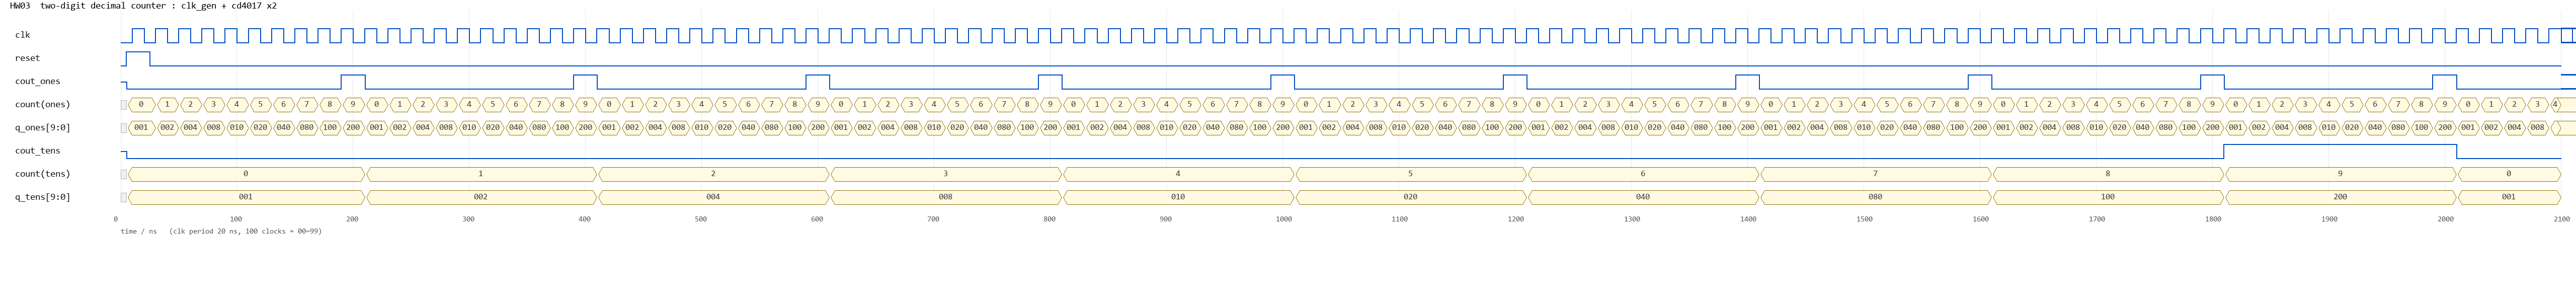 HW03 two-digit decimal counter : clk_gen + cd4017 x2
clk
reset
cout_ones
count(ones) 0 1 2 3 4 5 6 7 8 9 0 1 2 3 4 5 6 7 8 9 0 1 2 3 4 5 6 7 8 9 0 1 2 3 4 5 6 7 8 9 0 1 2 3 4 5 6 7 8 9 0 1 2 3 4 5 6 7 8 9 0 1 2 3 4 5 6 7 8 9 0 1 2 3 4 5 6 7 8 9 0 1 2 3 4 5 6 7 8 9 0 1 2 3 4 5 6 7 8 9 0 1 2 3 4
q_ones[9:0] 001 002 004 008 010 020 040 080 100 200 001 002 004 008 010 020 040 080 100 200 001 002 004 008 010 020 040 080 100 200 001 002 004 008 010 020 040 080 100 200 001 002 004 008 010 020 040 080 100 200 001 002 004 008 010 020 040 080 100 200 001 002 004 008 010 020 040 080 100 200 001 002 004 008 010 020 040 080 100 200 001 002 004 008 010 020 040 080 100 200 001 002 004 008 010 020 040 080 100 200 001 002 004 008
cout_tens
count(tens) 0 1 2 3 4 5 6 7 8 9 0
q_tens[9:0] 001 002 004 008 010 020 040 080 100 200 001
0 100 200 300 400 500 600 700 800 900 1000 1100 1200 1300 1400 1500 1600 1700 1800 1900 2000 2100
time / ns (clk period 20 ns, 100 clocks = 00~99)